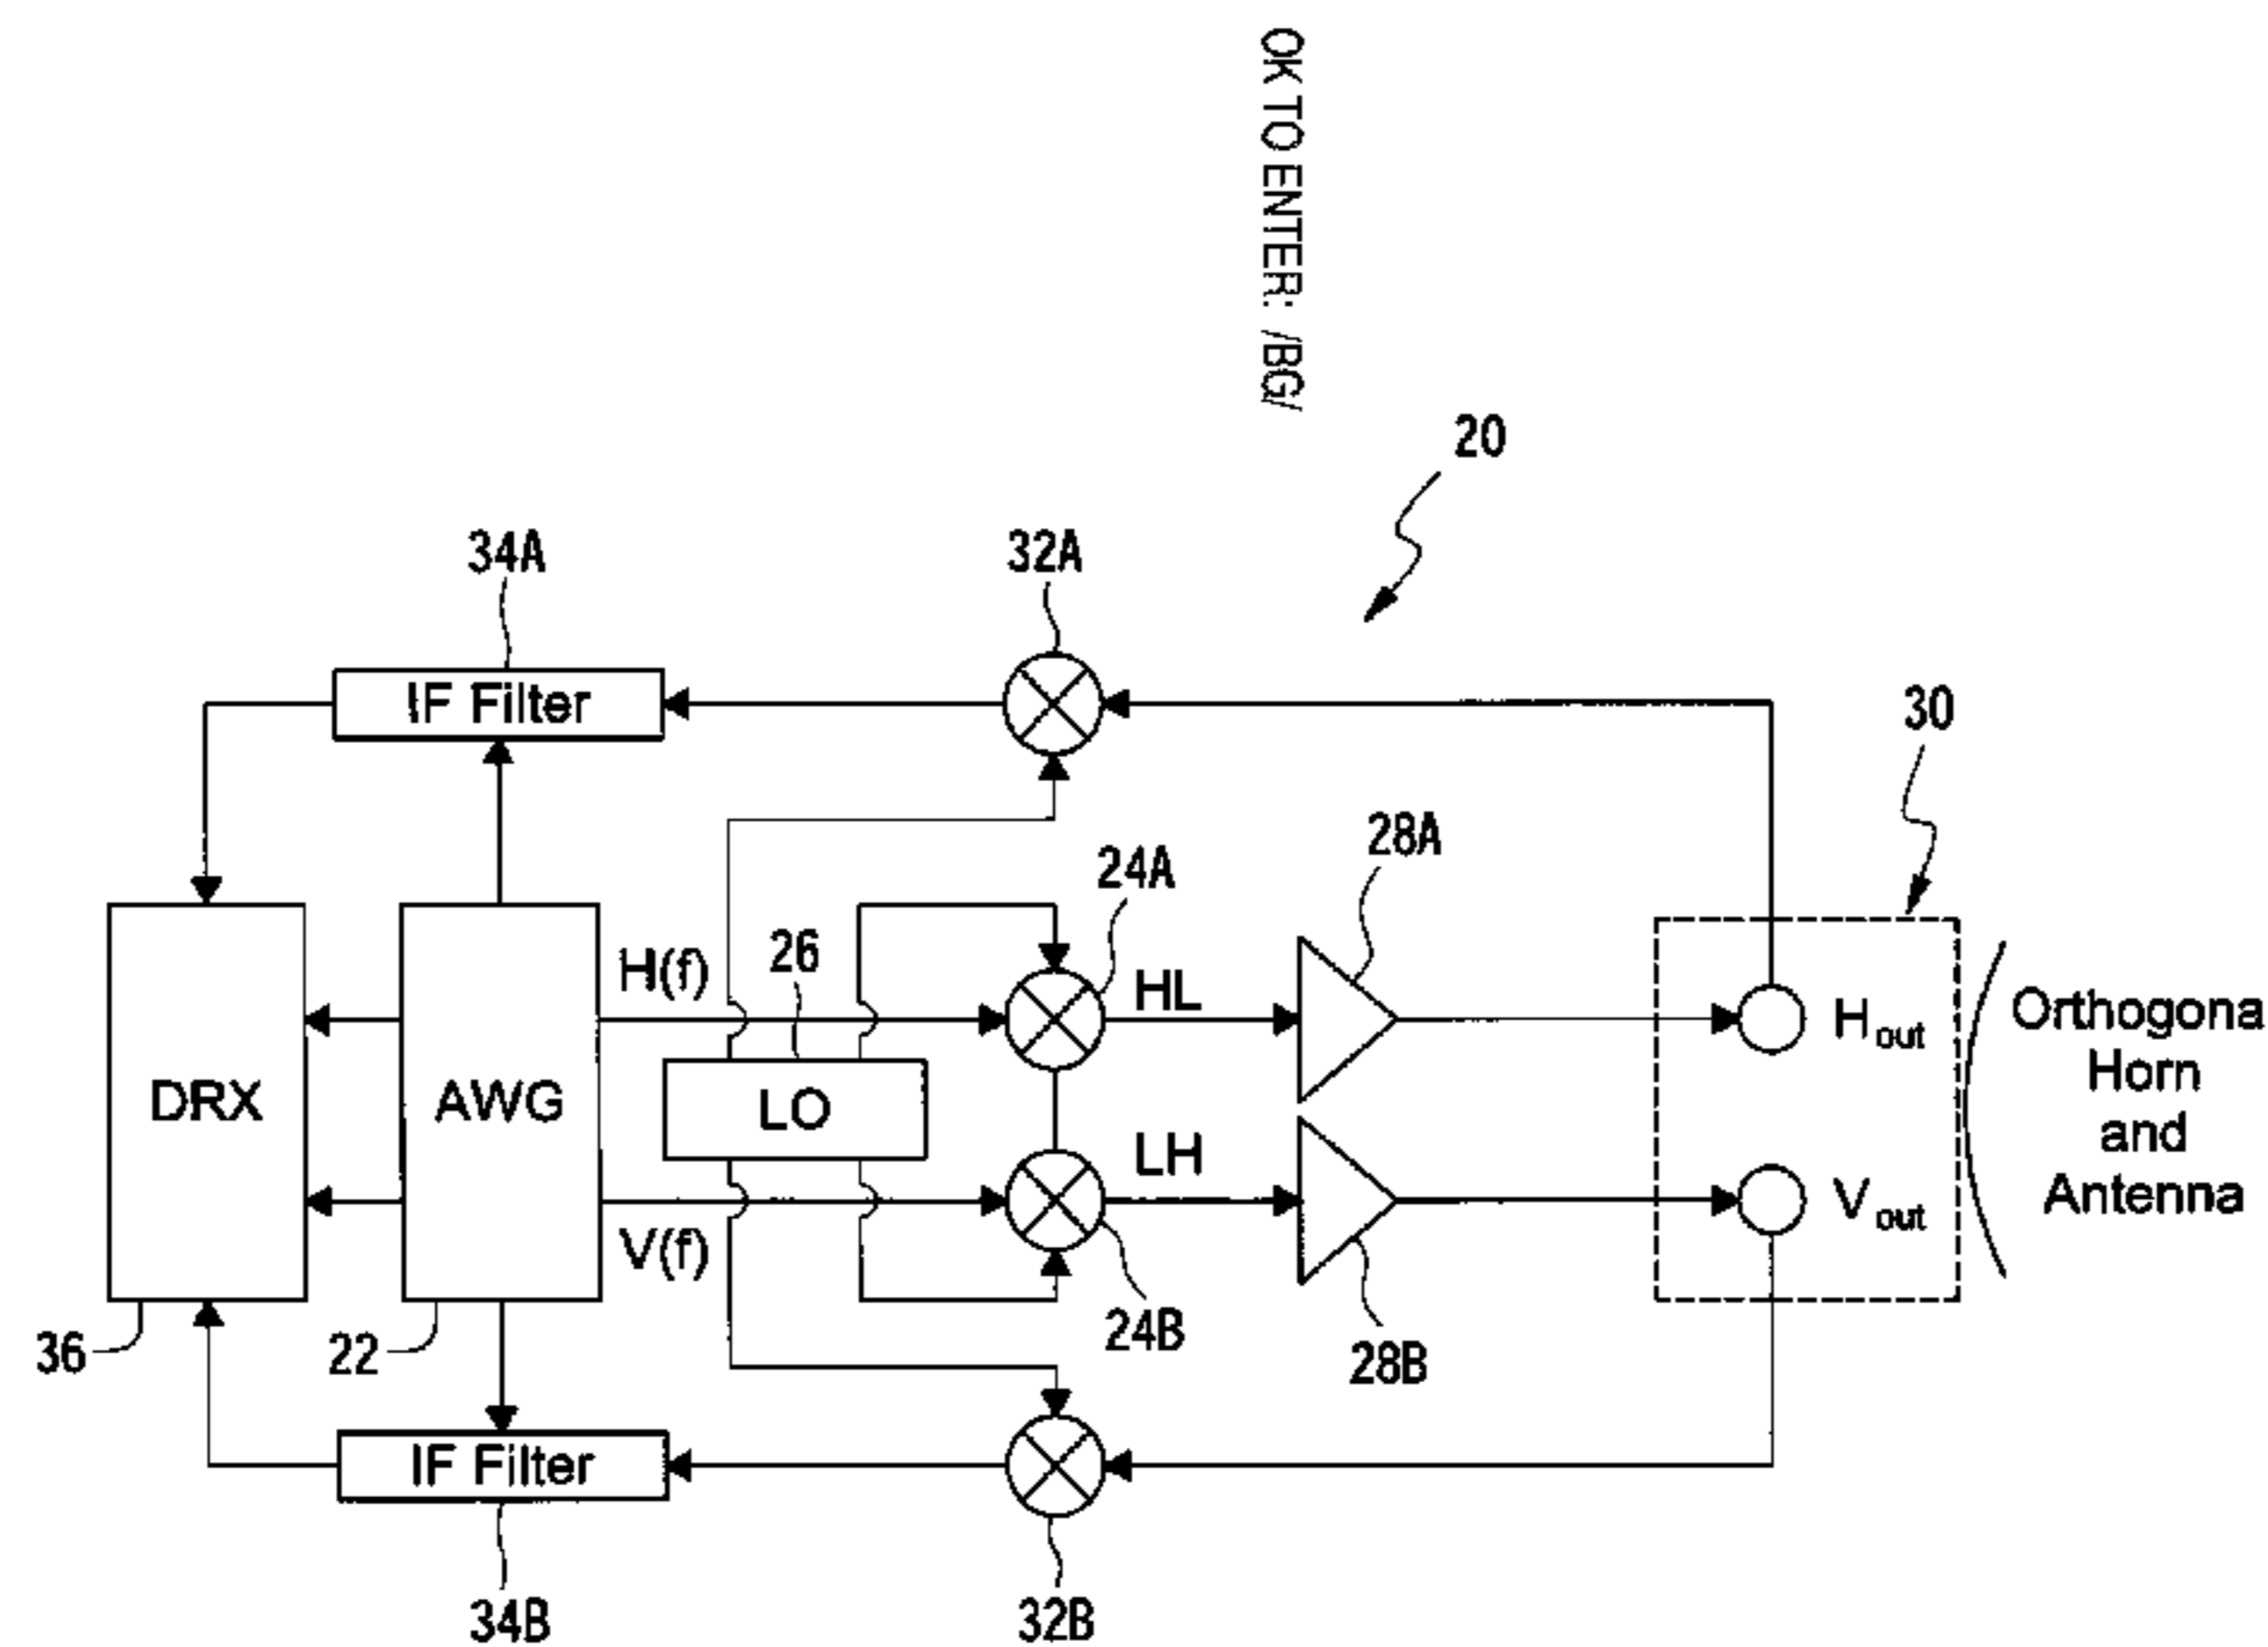 OK TO ENTER: /BG/
20
34A
32A
30
IF Filter
28A
24A
H(f)
26
HL
H out
Orthogona
Horn
and
Antenna
DRX
AWG
LO
LH
V out
V(f)
36
22
24B
28B
IF Filter
34B
32B